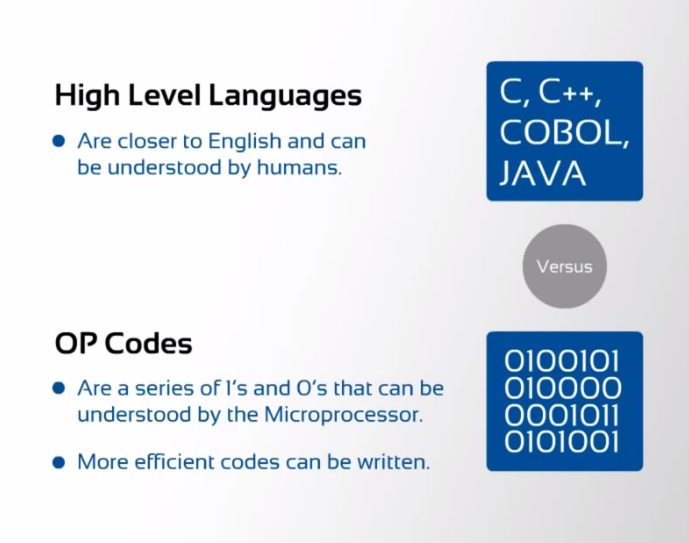 High Level Languages
● Are closer to English and can
be understood by humans.
C, C++,
COBOL,
JAVA
Versus
OP Codes
● Are a series of 1's and 0's that can be
understood by the Microprocessor.
● More efficient codes can be written.
0100101
010000
0001011
0101001